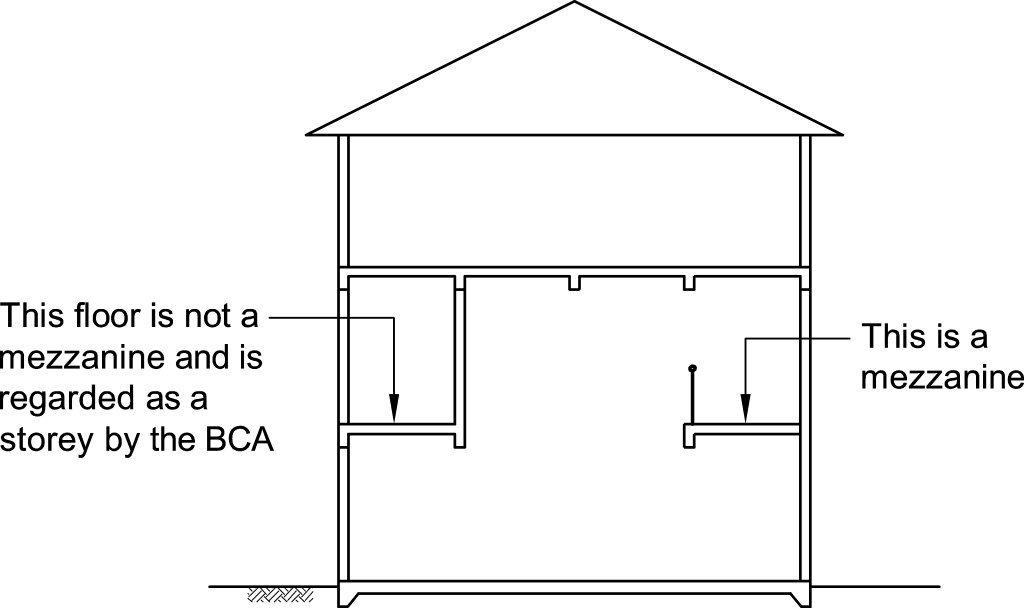 This floor is not a
mezzanine and is
regarded as a
storey by the BCA
This is a
mezzanine